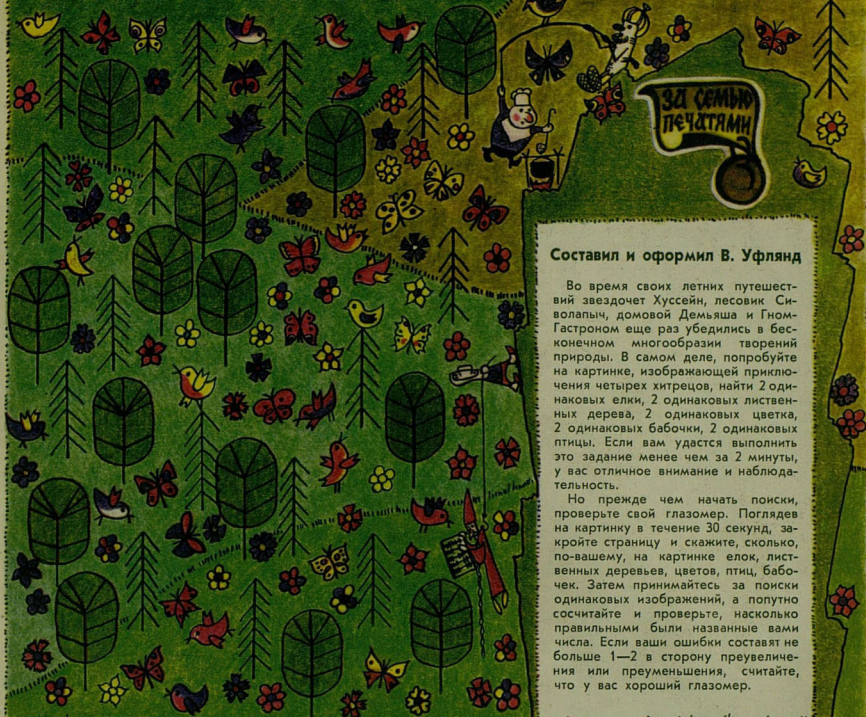 ЗА СЕМЬЮ
ПЕЧАТЯМИ
Составил и оформил В. Уфлянд
Во время своих летних путешест-
вий звездочет Хуссейн, лесовик Си-
волапыч, домовой Демьяша и Гном-
Гастроном еще раз убедились в бес-
конечном многообразии творений
природы. В самом деле, попробуйте
на картинке, изображающей приклю-
чения четырех хитрецов, найти 2 оди-
наковых елки, 2 одинаковых листвен-
ных дерева, 2 одинаковых цветка,
2 одинаковых бабочки, 2 одинаковых
птицы. Если вам удастся выполнить
это задание менее чем за 2 минуты,
у вас отличное внимание и наблюда-
тельность.
Но прежде чем начать поиски,
проверьте свой глазомер. Поглядев
на картинку в течение 30 секунд, за-
кройте страницу и скажите, сколько,
по-вашему, на картинке елок, лист-
венных деревьев, цветов, птиц, бабо-
чек. Затем принимайтесь за поиски
одинаковых изображений, а попутно
сосчитайте и проверьте, насколько
правильными были названные вами
числа. Если ваши ошибки составят не
больше 1—2 в сторону преувеличе-
ния или преуменьшения, считайте,
что у вас хороший глазомер.